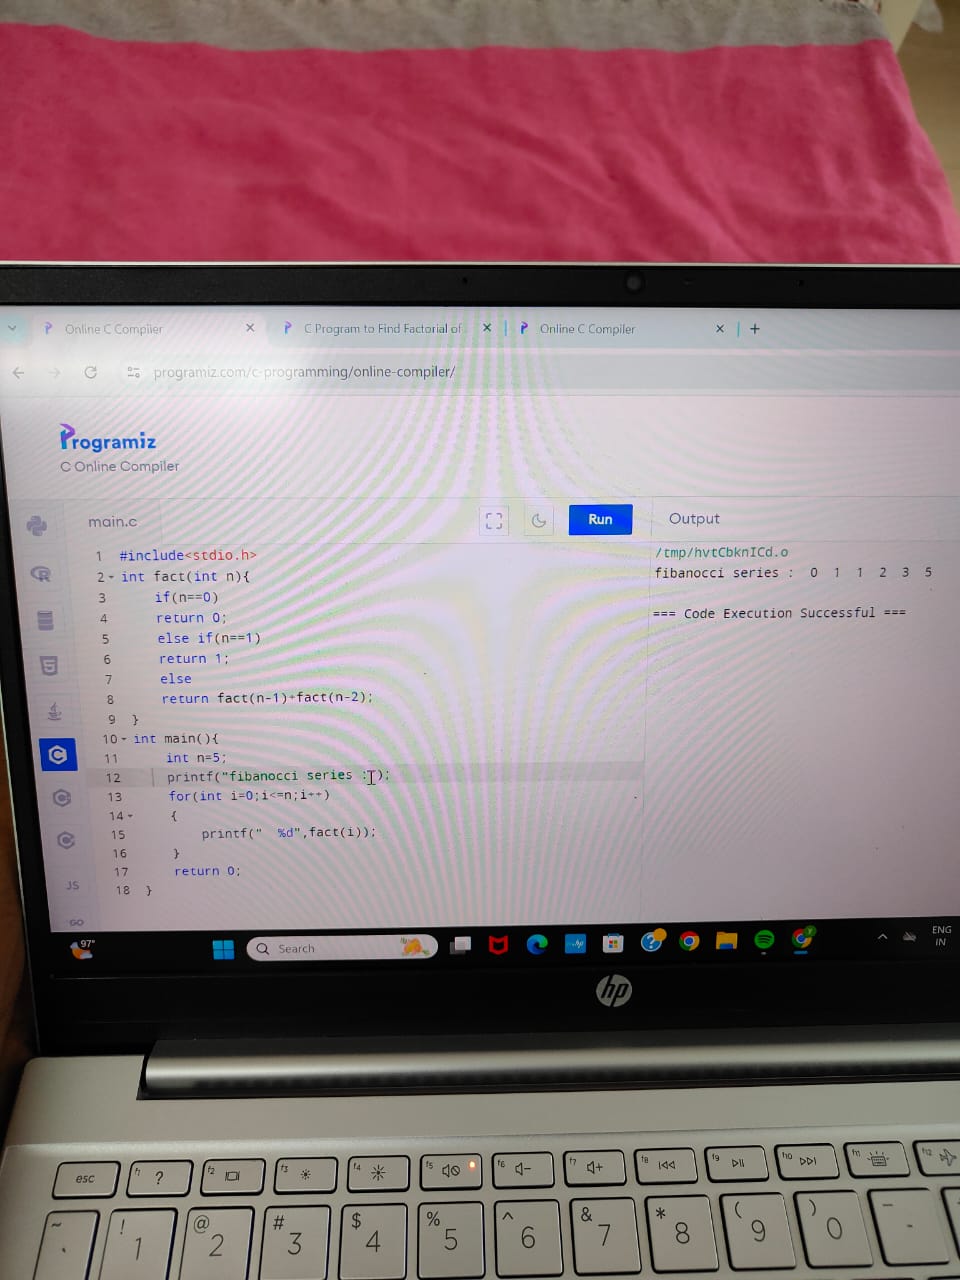 Online C Compiler
C Program to Find Factorial of
Online C Compiler
programiz.com/c-programming/online-compiler/
Programiz
C Online Compiler
main.c
Run
Output
1 #include<stdio.h>
2 int fact(int n){
3 if(n==0)
4 return 0;
5 else if(n==1)
6 return 1;
7 else
8 return fact(n-1)+fact(n-2);
9 }
10 int main(){
11 int n=5;
12 printf("fibanocci series : ");
13 for(int i=0;i<=n;i++)
14 {
15 printf("  %d",fact(i));
16 }
17 return 0;
18 }
/tmp/hvtCbknICd.o
fibanocci series :  0  1  1  2  3  5
=== Code Execution Successful ===
JS
GO
97°
Search
ENG
IN
hp
esc
f1 ?
f2
f3
f4
f5
f6
f7
f8
f9
f10
f11
f12
~ `
! 1
@ 2
# 3
$ 4
% 5
^ 6
& 7
* 8
( 9
) 0